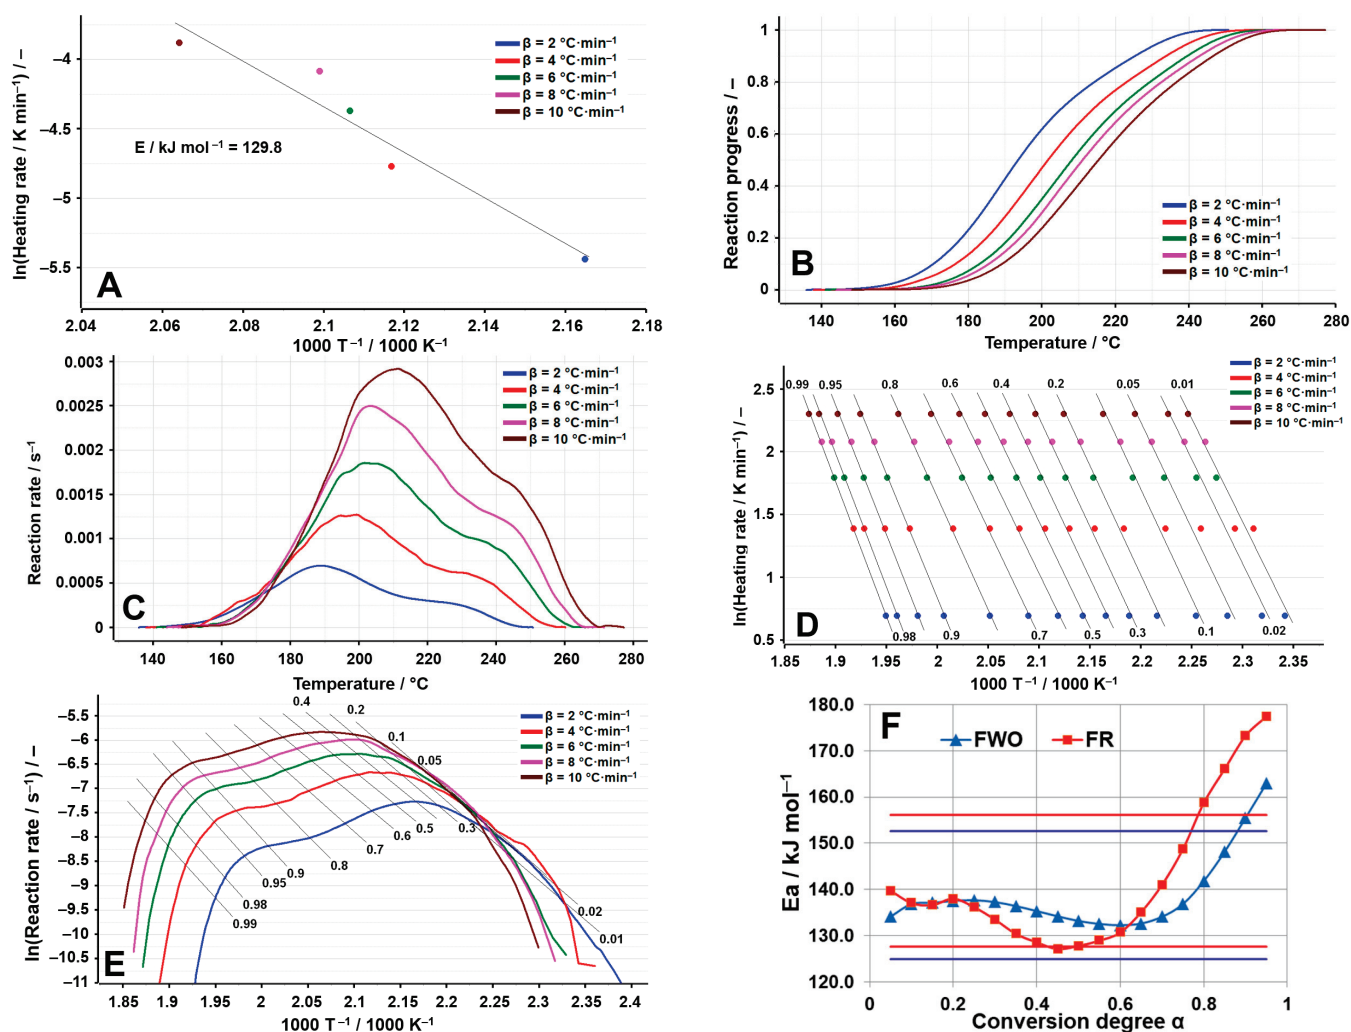 ln(Heating rate / K min⁻¹) / –
–4
–4.5
–5
–5.5
β = 2 °C·min⁻¹
β = 4 °C·min⁻¹
β = 6 °C·min⁻¹
β = 8 °C·min⁻¹
β = 10 °C·min⁻¹
E / kJ mol⁻¹ = 129.8
A
2.04 2.06 2.08 2.1 2.12 2.14 2.16 2.18
1000 T⁻¹ / 1000 K⁻¹
Reaction progress / –
1
0.8
0.6
0.4
0.2
0
β = 2 °C·min⁻¹
β = 4 °C·min⁻¹
β = 6 °C·min⁻¹
β = 8 °C·min⁻¹
β = 10 °C·min⁻¹
B
140 160 180 200 220 240 260 280
Temperature / °C
Reaction rate / s⁻¹
0.003
0.0025
0.002
0.0015
0.001
0.0005
0
β = 2 °C·min⁻¹
β = 4 °C·min⁻¹
β = 6 °C·min⁻¹
β = 8 °C·min⁻¹
β = 10 °C·min⁻¹
C
140 160 180 200 220 240 260 280
Temperature / °C
ln(Heating rate / K min⁻¹) / –
2.5
2
1.5
1
0.5
0.99 0.95 0.8 0.6 0.4 0.2 0.05 0.01
β = 2 °C·min⁻¹
β = 4 °C·min⁻¹
β = 6 °C·min⁻¹
β = 8 °C·min⁻¹
β = 10 °C·min⁻¹
D
0.98 0.9 0.7 0.5 0.3 0.1 0.02
1.85 1.9 1.95 2 2.05 2.1 2.15 2.2 2.25 2.3 2.35
1000 T⁻¹ / 1000 K⁻¹
ln(Reaction rate / s⁻¹) / –
–5.5
–6
–6.5
–7
–7.5
–8
–8.5
–9
–9.5
–10
–10.5
–11
0.4
0.2
0.1
0.05
0.3
0.5
0.6
0.7
0.8
0.9
0.95
0.98
0.99
0.02
0.01
β = 2 °C·min⁻¹
β = 4 °C·min⁻¹
β = 6 °C·min⁻¹
β = 8 °C·min⁻¹
β = 10 °C·min⁻¹
E
1.85 1.9 1.95 2 2.05 2.1 2.15 2.2 2.25 2.3 2.35 2.4
1000 T⁻¹ / 1000 K⁻¹
Ea / kJ mol⁻¹
180.0
170.0
160.0
150.0
140.0
130.0
120.0
F
FWO FR
0 0.2 0.4 0.6 0.8 1
Conversion degree α